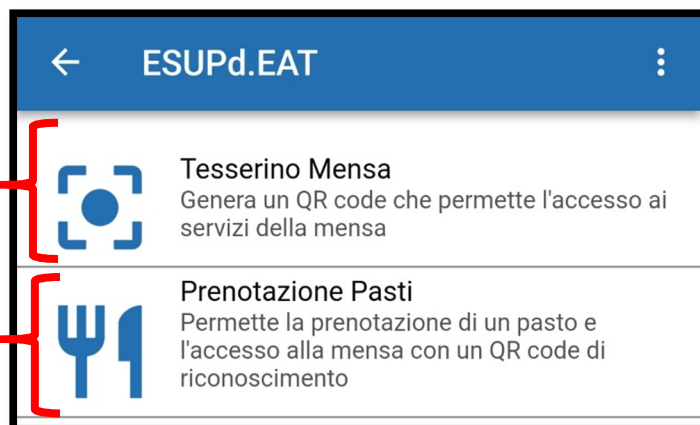 ESUPd.EAT
Tesserino Mensa
Genera un QR code che permette l'accesso ai
servizi della mensa
Prenotazione Pasti
Permette la prenotazione di un pasto e
l'accesso alla mensa con un QR code di
riconoscimento